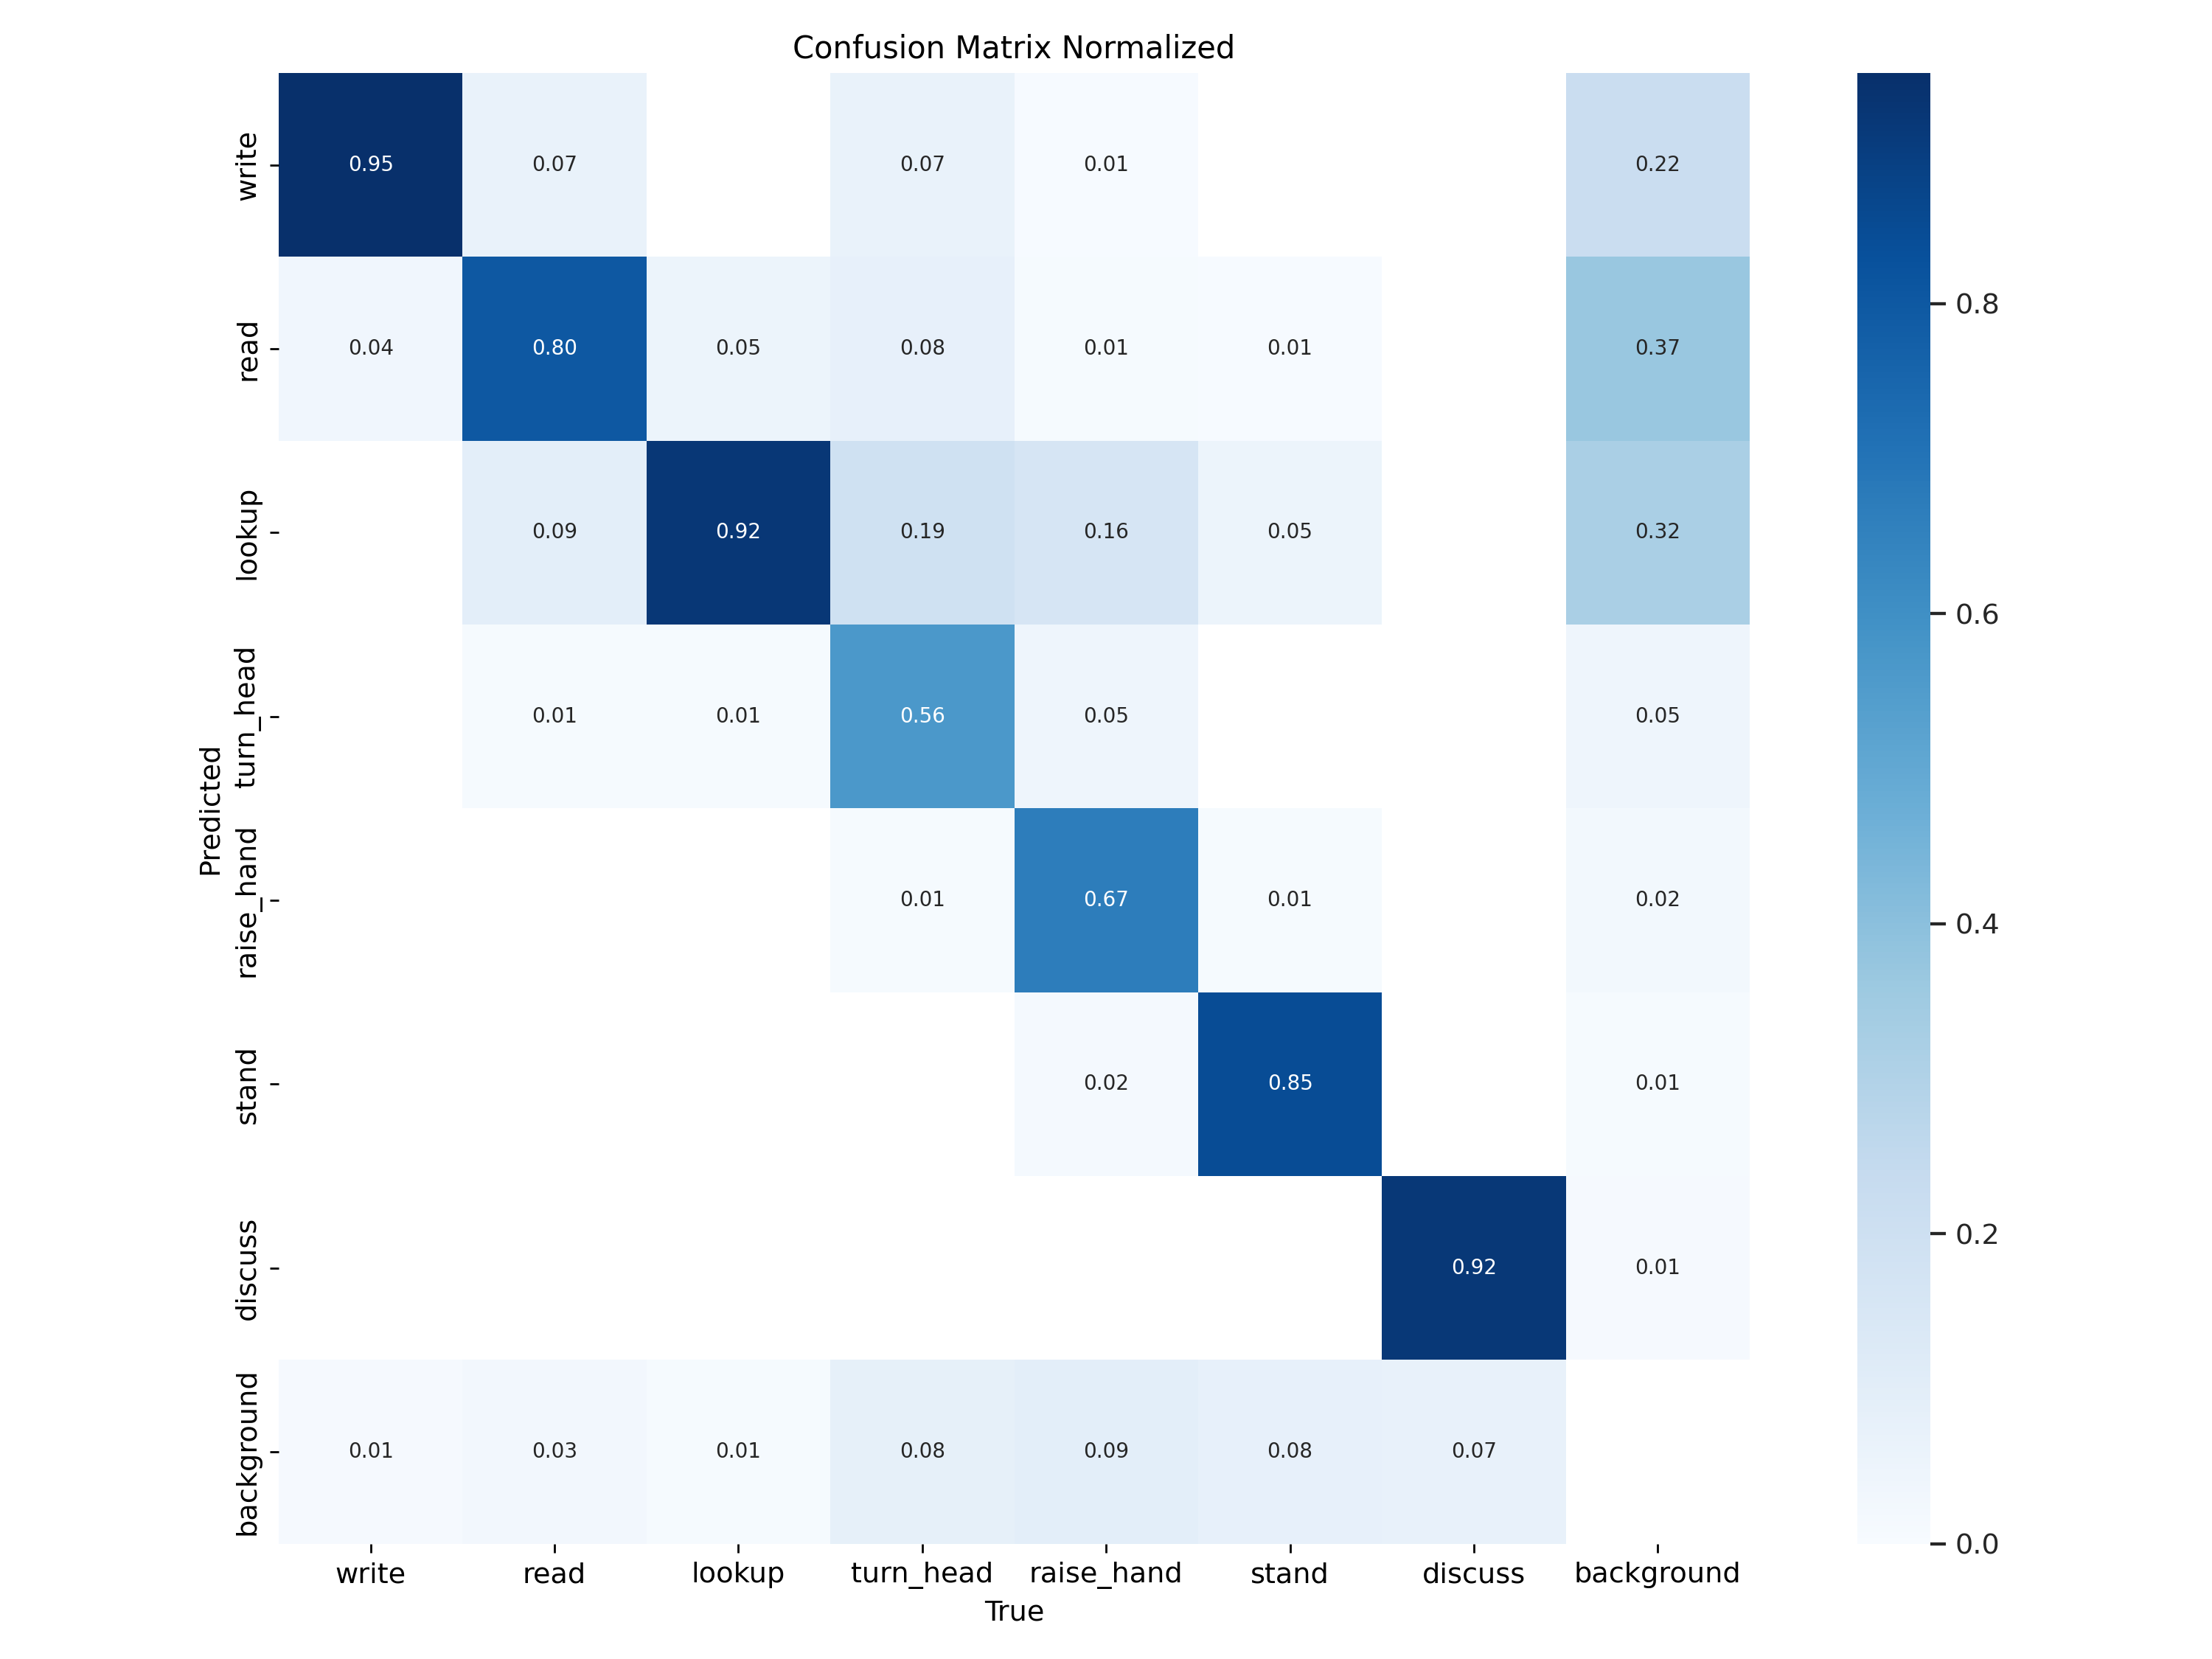 Confusion Matrix Normalized
write 0.95 0.07 0.07 0.01 0.22
read 0.04 0.80 0.05 0.08 0.01 0.01 0.37
lookup 0.09 0.92 0.19 0.16 0.05 0.32
turn_head 0.01 0.01 0.56 0.05 0.05
raise_hand 0.01 0.67 0.01 0.02
stand 0.02 0.85 0.01
discuss 0.92 0.01
background 0.01 0.03 0.01 0.08 0.09 0.08 0.07
Predicted
write read lookup turn_head raise_hand stand discuss background
True
0.8
0.6
0.4
0.2
0.0